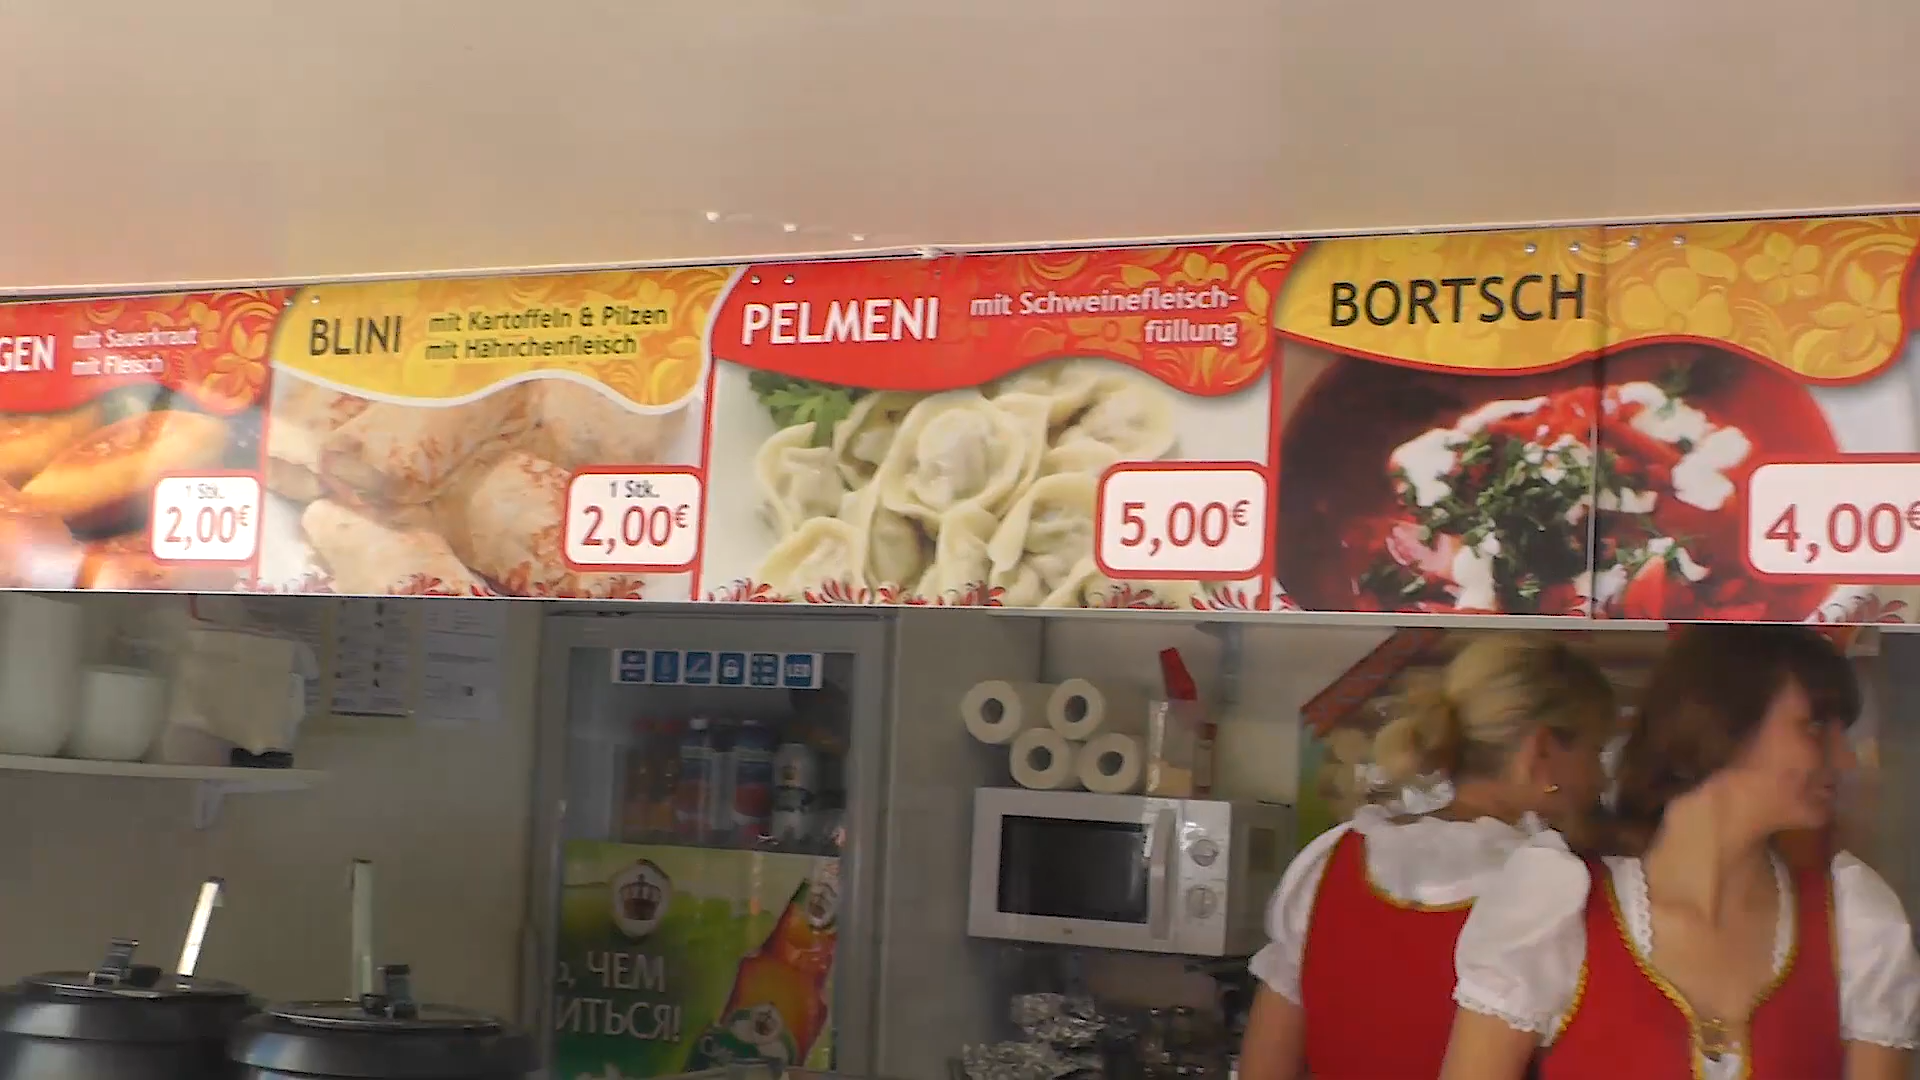 GEN
mit Sauerkraut
mit Fleisch
1 Stk.
2,00€
BLINI
mit Kartoffeln & Pilzen
mit Hähnchenfleisch
1 Stk.
2,00€
PELMENI
mit Schweinefleisch-
füllung
5,00€
BORTSCH
4,00€
LED
, ЧЕМ
ИТЬСЯ!